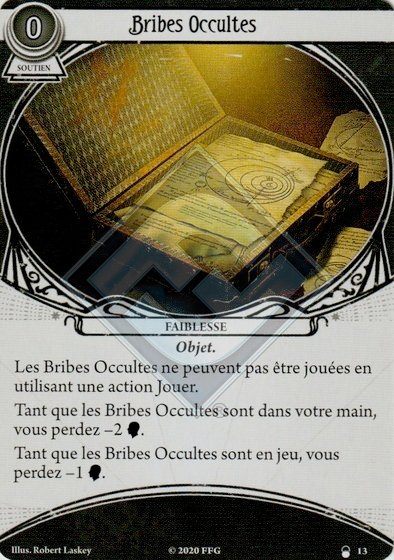 0
Bribes Occultes
SOUTIEN
FAIBLESSE
Objet.
Les Bribes Occultes ne peuvent pas être jouées en
utilisant une action Jouer.
Tant que les Bribes Occultes sont dans votre main,
vous perdez –2 .
Tant que les Bribes Occultes sont en jeu, vous
perdez –1 .
Illus. Robert Laskey
© 2020 FFG
13